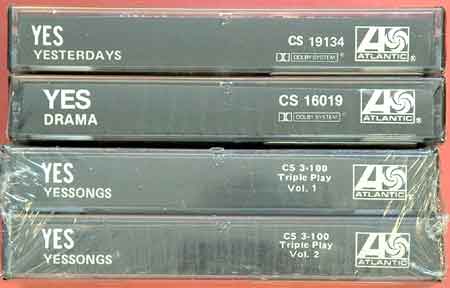 YES
YESTERDAYS
CS 19134
DOLBY SYSTEM
ATLANTIC®
YES
DRAMA
CS 16019
DOLBY SYSTEM
ATLANTIC®
YES
YESSONGS
CS 3-100
Triple Play
Vol. 1
ATLANTIC
YES
YESSONGS
CS 3-100
Triple Play
Vol. 2
ATLANTIC